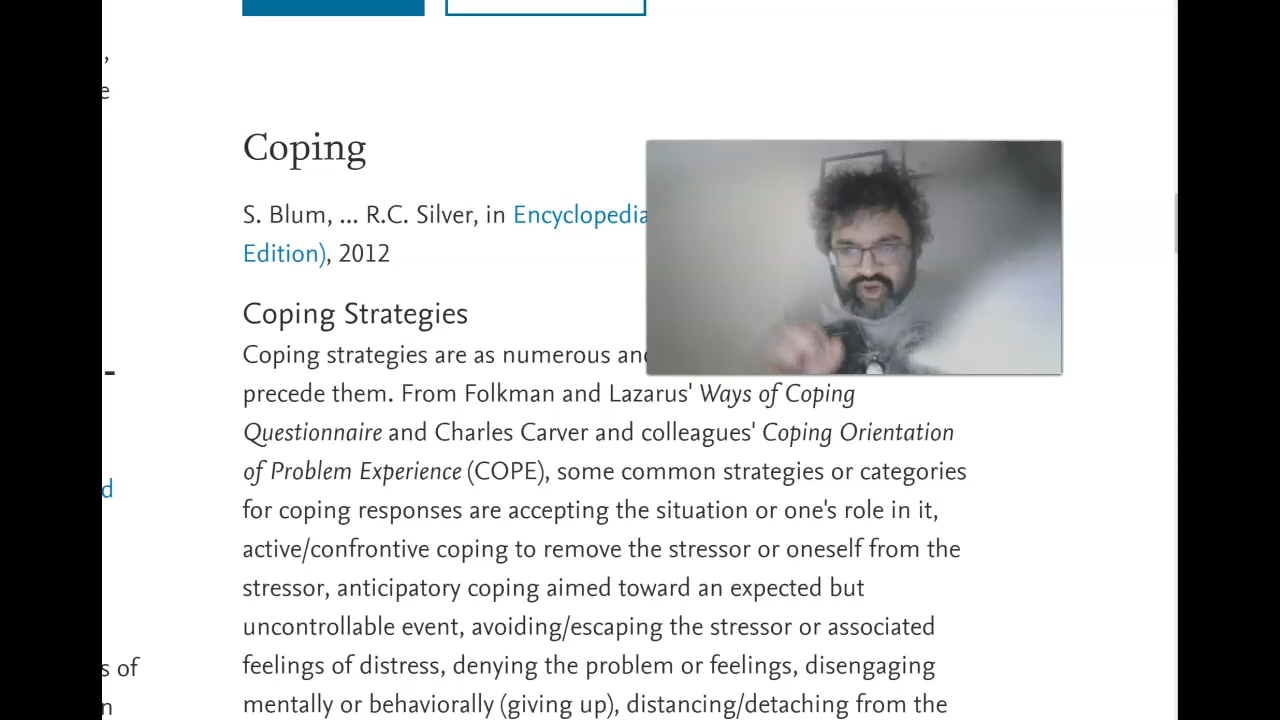 ,
e
Coping
S. Blum, ... R.C. Silver, in Encyclopedia
Edition), 2012
Coping Strategies
Coping strategies are as numerous and
precede them. From Folkman and Lazarus' Ways of Coping
Questionnaire and Charles Carver and colleagues' Coping Orientation
of Problem Experience (COPE), some common strategies or categories
for coping responses are accepting the situation or one's role in it,
active/confrontive coping to remove the stressor or oneself from the
stressor, anticipatory coping aimed toward an expected but
uncontrollable event, avoiding/escaping the stressor or associated
feelings of distress, denying the problem or feelings, disengaging
mentally or behaviorally (giving up), distancing/detaching from the
-
d
s of
n